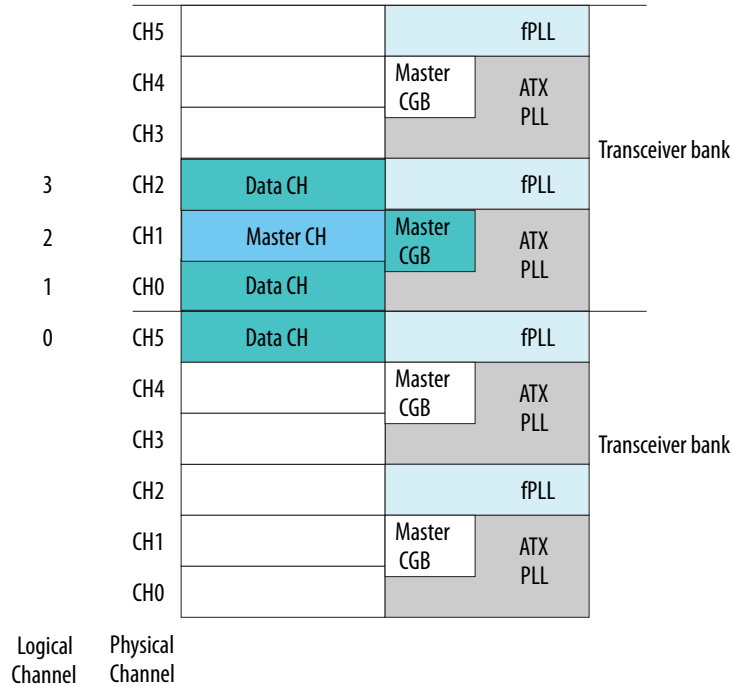 CH5 fPLL
CH4 Master CGB ATX PLL
CH3
Transceiver bank
3 CH2 Data CH fPLL
2 CH1 Master CH Master CGB ATX PLL
1 CH0 Data CH
0 CH5 Data CH fPLL
CH4 Master CGB ATX PLL
CH3
Transceiver bank
CH2 fPLL
CH1 Master CGB ATX PLL
CH0
Logical Channel
Physical Channel